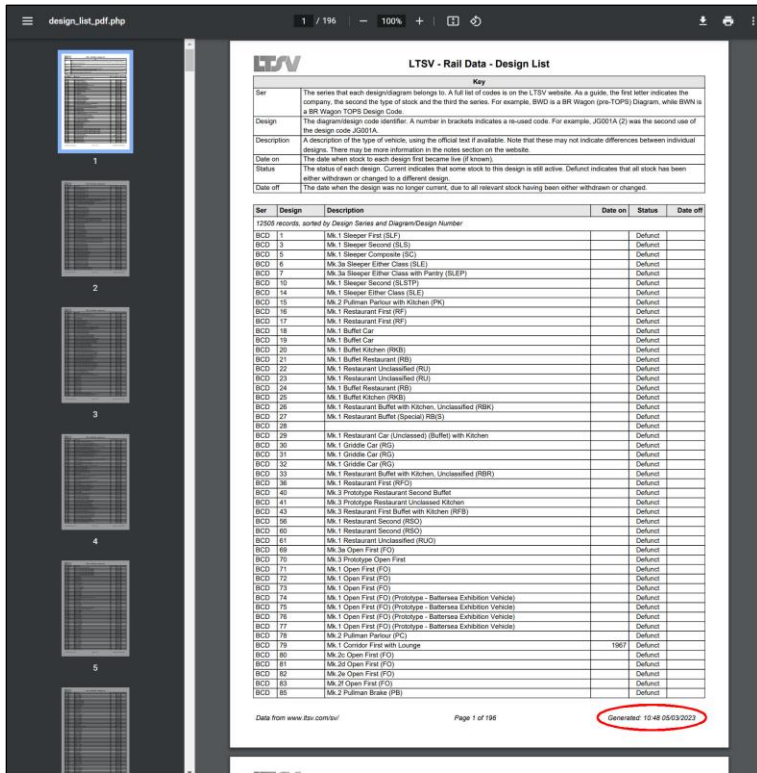 design_list_pdf.php
1 / 196
100%
1
2
3
4
5
LTSV
LTSV - Rail Data - Design List
Key
Ser The series that each design/diagram belongs to. A full list of codes is on the LTSV website. As a guide, the first letter indicates the
company, the second the type of stock and the third the series. For example, BWD is a BR Wagon (pre-TOPS) Diagram, while BWN is
a BR Wagon TOPS Design Code.
Design The diagram/design code identifier. A number in brackets indicates a re-used code. For example, JG001A (2) was the second use of
the design code JG001A.
Description A description of the type of vehicle, using the official text if available. Note that these may not indicate differences between individual
designs. There may be more information in the notes section on the website.
Date on The date when stock to each design first became live (if known).
Status The status of each design. Current indicates that some stock to this design is still active. Defunct indicates that all stock has been
either withdrawn or changed to a different design.
Date off The date when the design was no longer current, due to all relevant stock having been either withdrawn or changed.
Ser Design Description Date on Status Date off
12505 records, sorted by Design Series and Diagram/Design Number
BCD 1 Mk.1 Sleeper First (SLF) Defunct
BCD 3 Mk.1 Sleeper Second (SLS) Defunct
BCD 5 Mk.1 Sleeper Composite (SC) Defunct
BCD 6 Mk.3a Sleeper Either Class (SLE) Defunct
BCD 7 Mk.3a Sleeper Either Class with Pantry (SLEP) Defunct
BCD 10 Mk.1 Sleeper Second (SLSTP) Defunct
BCD 14 Mk.1 Sleeper Either Class (SLE) Defunct
BCD 15 Mk.2 Pullman Parlour with Kitchen (PK) Defunct
BCD 16 Mk.1 Restaurant First (RF) Defunct
BCD 17 Mk.1 Restaurant First (RF) Defunct
BCD 18 Mk.1 Buffet Car Defunct
BCD 19 Mk.1 Buffet Car Defunct
BCD 20 Mk.1 Buffet Kitchen (RKB) Defunct
BCD 21 Mk.1 Buffet Restaurant (RB) Defunct
BCD 22 Mk.1 Restaurant Unclassified (RU) Defunct
BCD 23 Mk.1 Restaurant Unclassified (RU) Defunct
BCD 24 Mk.1 Buffet Restaurant (RB) Defunct
BCD 25 Mk.1 Buffet Kitchen (RKB) Defunct
BCD 26 Mk.1 Restaurant Buffet with Kitchen, Unclassified (RBK) Defunct
BCD 27 Mk.1 Restaurant Buffet (Special) RB(S) Defunct
BCD 28 Defunct
BCD 29 Mk.1 Restaurant Car (Unclassed) (Buffet) with Kitchen Defunct
BCD 30 Mk.1 Griddle Car (RG) Defunct
BCD 31 Mk.1 Griddle Car (RG) Defunct
BCD 32 Mk.1 Griddle Car (RG) Defunct
BCD 33 Mk.1 Restaurant Buffet with Kitchen, Unclassified (RBR) Defunct
BCD 36 Mk.1 Restaurant First (RFO) Defunct
BCD 40 Mk.3 Prototype Restaurant Second Buffet Defunct
BCD 41 Mk.3 Prototype Restaurant Unclassed Kitchen Defunct
BCD 43 Mk.3 Restaurant First Buffet with Kitchen (RFB) Defunct
BCD 56 Mk.1 Restaurant Second (RSO) Defunct
BCD 60 Mk.1 Restaurant Second (RSO) Defunct
BCD 61 Mk.1 Restaurant Unclassified (RUO) Defunct
BCD 69 Mk.3a Open First (FO) Defunct
BCD 70 Mk.3 Prototype Open First Defunct
BCD 71 Mk.1 Open First (FO) Defunct
BCD 72 Mk.1 Open First (FO) Defunct
BCD 73 Mk.1 Open First (FO) Defunct
BCD 74 Mk.1 Open First (FO) (Prototype - Battersea Exhibition Vehicle) Defunct
BCD 75 Mk.1 Open First (FO) (Prototype - Battersea Exhibition Vehicle) Defunct
BCD 76 Mk.1 Open First (FO) (Prototype - Battersea Exhibition Vehicle) Defunct
BCD 77 Mk.1 Open First (FO) (Prototype - Battersea Exhibition Vehicle) Defunct
BCD 78 Mk.2 Pullman Parlour (PC) Defunct
BCD 79 Mk.1 Corridor First with Lounge 1967 Defunct
BCD 80 Mk.2c Open First (FO) Defunct
BCD 81 Mk.2d Open First (FO) Defunct
BCD 82 Mk.2e Open First (FO) Defunct
BCD 83 Mk.2f Open First (FO) Defunct
BCD 85 Mk.2 Pullman Brake (PB) Defunct
Data from www.ltsv.com/sv/ Page 1 of 196 Generated: 10:48 05/03/2023